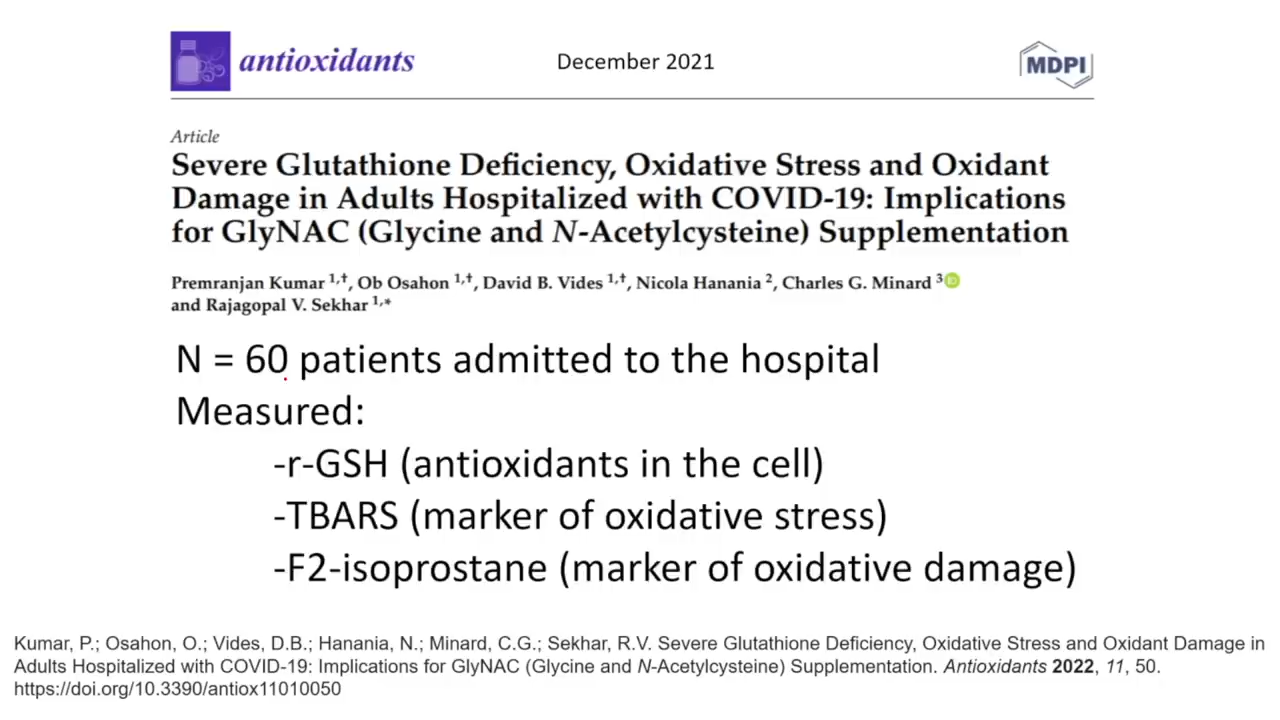 antioxidants
December 2021
MDPI
Article
Severe Glutathione Deficiency, Oxidative Stress and Oxidant
Damage in Adults Hospitalized with COVID-19: Implications
for GlyNAC (Glycine and N-Acetylcysteine) Supplementation
Premranjan Kumar 1,†, Ob Osahon 1,†, David B. Vides 1,†, Nicola Hanania 2, Charles G. Minard 3 iD
and Rajagopal V. Sekhar 1,*
N = 60 patients admitted to the hospital
Measured:
-r-GSH (antioxidants in the cell)
-TBARS (marker of oxidative stress)
-F2-isoprostane (marker of oxidative damage)
Kumar, P.; Osahon, O.; Vides, D.B.; Hanania, N.; Minard, C.G.; Sekhar, R.V. Severe Glutathione Deficiency, Oxidative Stress and Oxidant Damage in
Adults Hospitalized with COVID-19: Implications for GlyNAC (Glycine and N-Acetylcysteine) Supplementation. Antioxidants 2022, 11, 50.
https://doi.org/10.3390/antiox11010050